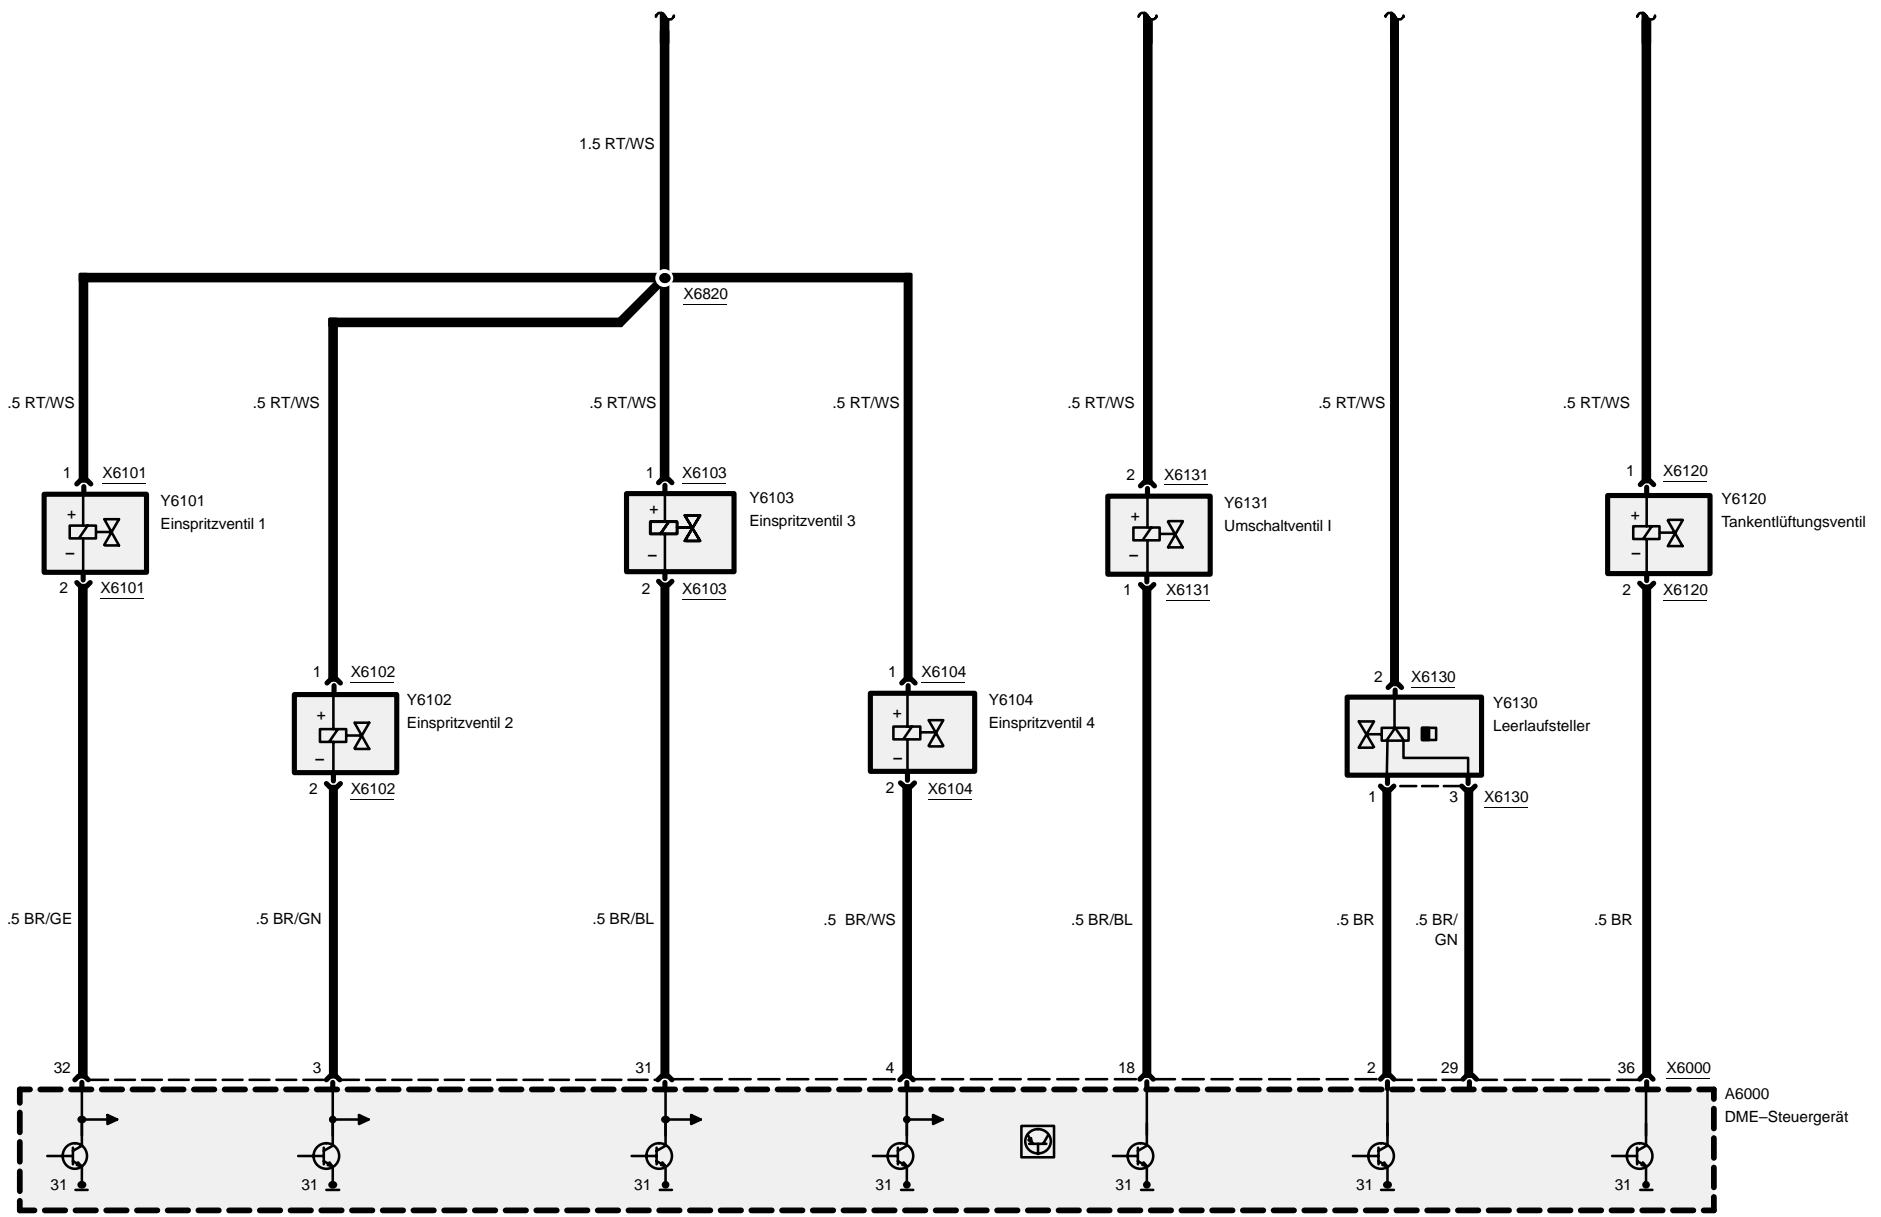 1.5 RT/WS
X6820
.5 RT/WS
.5 RT/WS
.5 RT/WS
.5 RT/WS
.5 RT/WS
.5 RT/WS
.5 RT/WS
1 X6101
Y6101
Einspritzventil 1
+
–
2 X6101
1 X6103
Y6103
Einspritzventil 3
+
–
2 X6103
2 X6131
Y6131
Umschaltventil I
+
–
1 X6131
1 X6120
Y6120
Tankentlüftungsventil
+
–
2 X6120
1 X6102
Y6102
Einspritzventil 2
+
–
2 X6102
1 X6104
Y6104
Einspritzventil 4
+
–
2 X6104
2 X6130
Y6130
Leerlaufsteller
1 3 X6130
.5 BR/GE
.5 BR/GN
.5 BR/BL
.5 BR/WS
.5 BR/BL
.5 BR
.5 BR/
GN
.5 BR
32 3 31 4 18 2 29 36 X6000
A6000
DME–Steuergerät
31 31 31 31 31 31 31